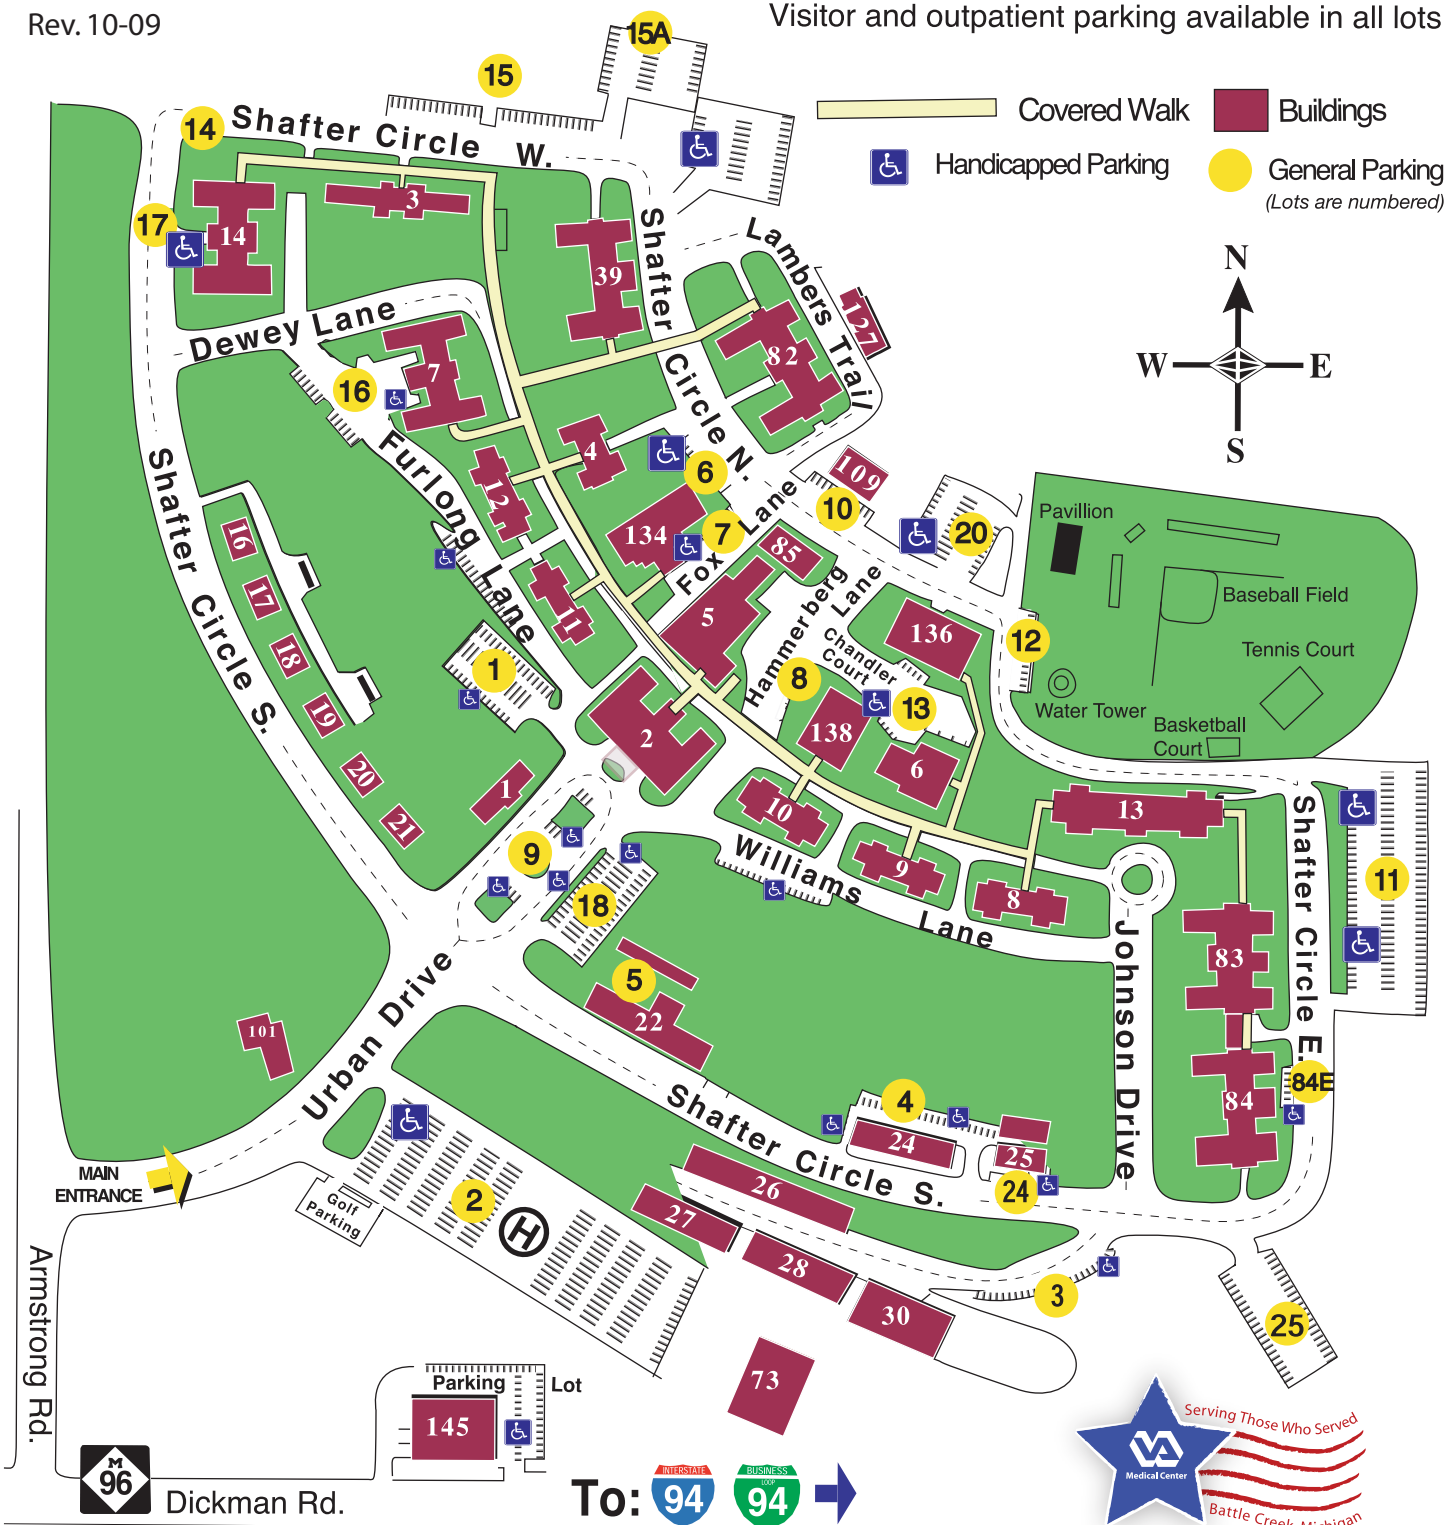 Rev. 10-09
Visitor and outpatient parking available in all lots
15A
15
Covered Walk
Buildings
Handicapped Parking
General Parking
(Lots are numbered)
14
Shafter Circle W.
3
17
14
39
Shafter Circle N.
Lambers Trail
127
N
W
E
S
Dewey Lane
7
16
82
Furlong Lane
4
6
12
109
10
134
7
Fox Lane
20
85
Pavillion
Baseball Field
Shafter Circle S.
16
17
18
19
20
21
11
5
Hammerberg Lane
136
12
Chandler Court
Tennis Court
1
8
13
Water Tower
Basketball
Court
2
138
6
1
10
13
Shafter Circle E.
9
Williams Lane
9
11
18
8
Johnson Drive
83
5
22
101
Urban Drive
84E
84
Shafter Circle S.
4
24
25
24
MAIN
ENTRANCE
Golf
Parking
2
H
26
27
28
30
3
25
Armstrong Rd.
73
Parking Lot
145
M
96
Dickman Rd.
To:
INTERSTATE
94
BUSINESS
LOOP
94
VA
Medical Center
Serving Those Who Served
Battle Creek, Michigan